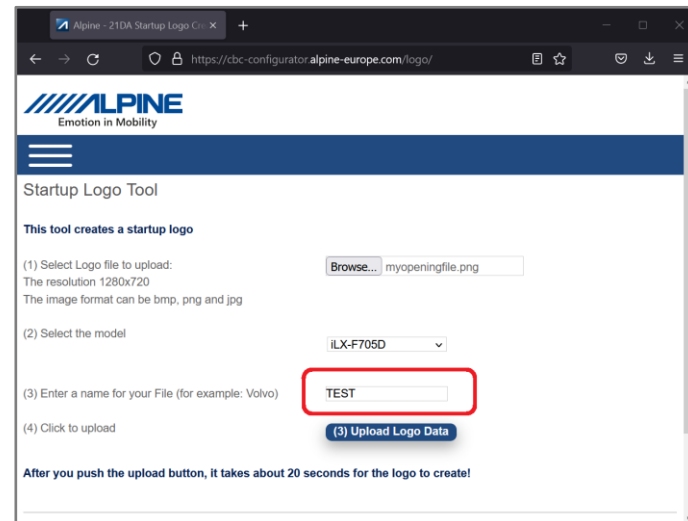 Alpine - 21DA Startup Logo Cre
https://cbc-configurator.alpine-europe.com/logo/
ALPINE
Emotion in Mobility
Startup Logo Tool
This tool creates a startup logo
(1) Select Logo file to upload:
Browse... myopeningfile.png
The resolution 1280x720
The image format can be bmp, png and jpg
(2) Select the model
iLX-F705D
(3) Enter a name for your File (for example: Volvo) TEST
(4) Click to upload
(3) Upload Logo Data
After you push the upload button, it takes about 20 seconds for the logo to create!